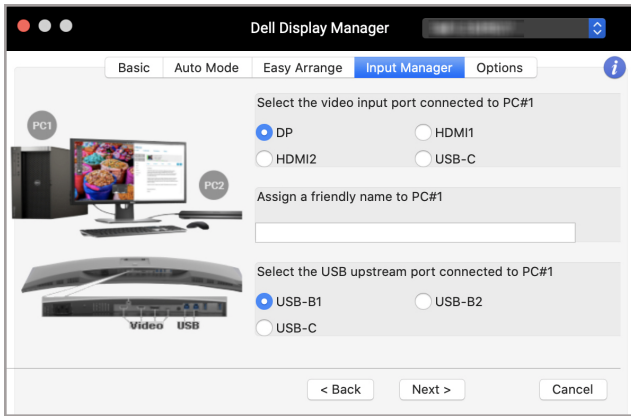 Dell Display Manager
Basic Auto Mode Easy Arrange Input Manager Options
i
Select the video input port connected to PC#1
PC1
DP HDMI1
HDMI2 USB-C
PC2
Assign a friendly name to PC#1
Select the USB upstream port connected to PC#1
USB-B1 USB-B2
Video USB
USB-C
< Back Next > Cancel